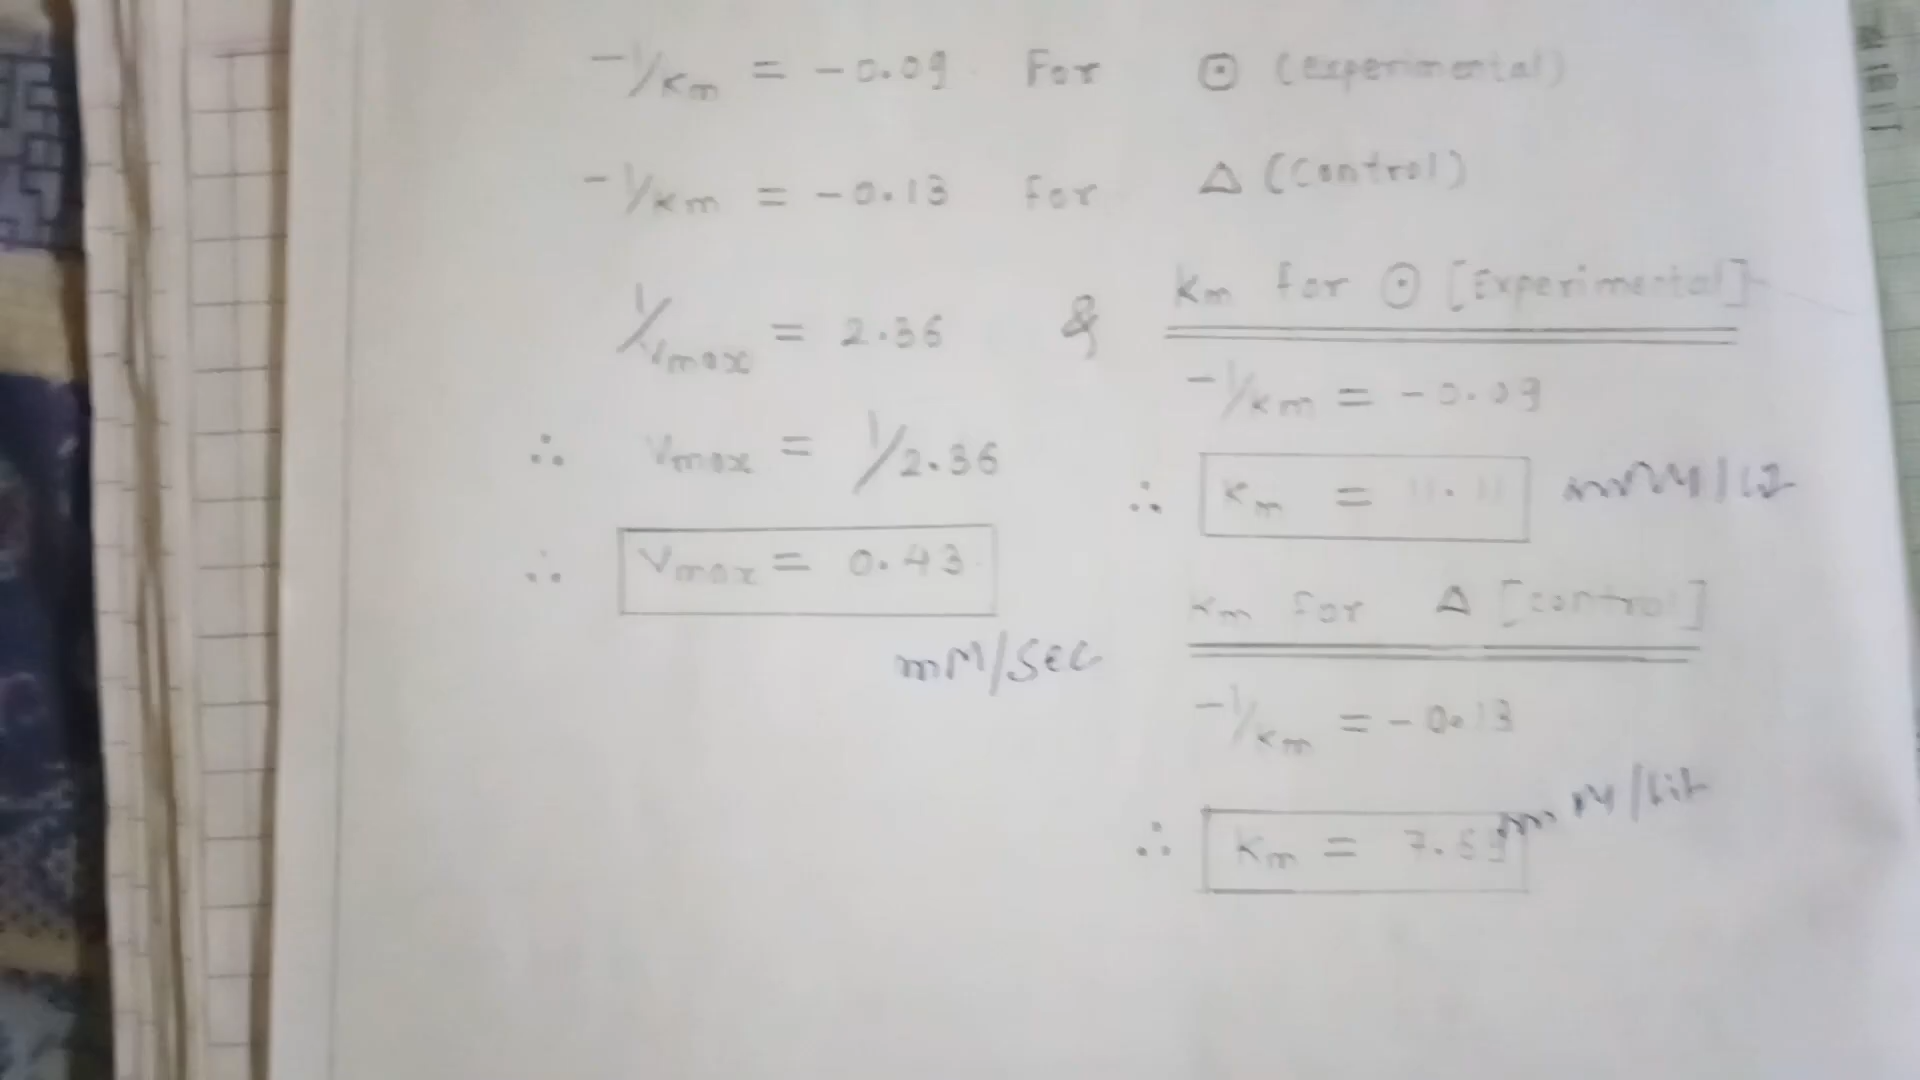 -1/Km = -0.09 For ⊙ (experimental)
-1/Km = -0.13 for △ (Control)
1/Vmax = 2.36 &
∴ Vmax = 1/2.36
∴ Vmax = 0.43
mM/SEC
Km for ⊙ [Experimental]
-1/Km = -0.09
∴ Km = 11.11
Km for △ [control]
-1/Km = -0.13
∴ Km = 7.69 mM/Lit